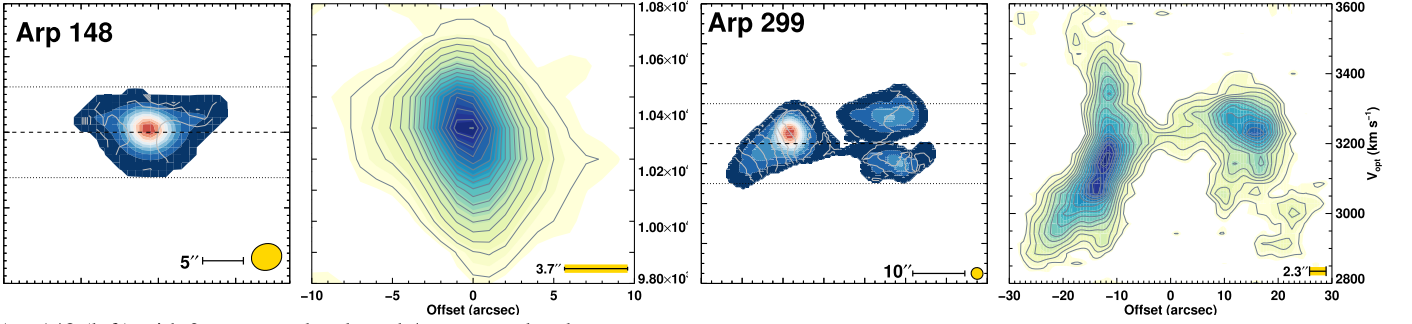 Arp 148
5″
1.08×10
1.06×10⁴
1.04×10⁴
1.02×10⁴
1.00×10⁴
9.80×10
3.7″
−10 −5 0 5 10
Offset (arcsec)
Arp 299
10″
3600
3400
3200
3000
2800
V_opt (km s⁻¹)
2.3″
−30 −20 −10 0 10 20 30
Offset (arcsec)